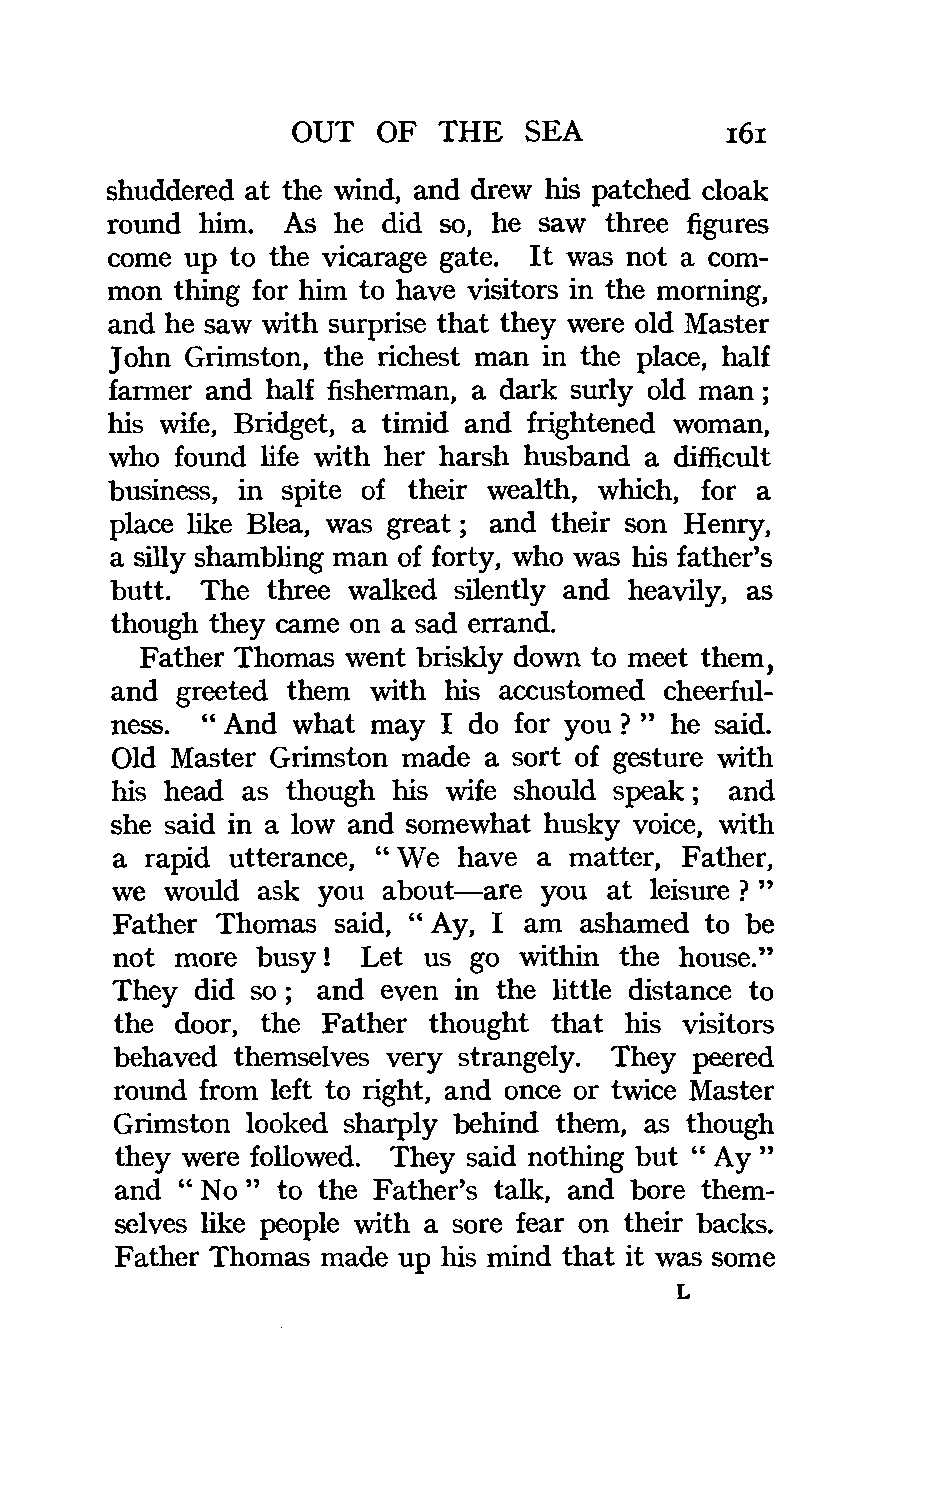 OUT OF THE SEA 161
shuddered at the wind, and drew his patched cloak
round him. As he did so, he saw three figures
come up to the vicarage gate. It was not a com-
mon thing for him to have visitors in the morning,
and he saw with surprise that they were old Master
John Grimston, the richest man in the place, half
farmer and half fisherman, a dark surly old man ;
his wife, Bridget, a timid and frightened woman,
who found life with her harsh husband a difficult
business, in spite of their wealth, which, for a
place like Blea, was great ; and their son Henry,
a silly shambling man of forty, who was his father's
butt. The three walked silently and heavily, as
though they came on a sad errand.
Father Thomas went briskly down to meet them,
and greeted them with his accustomed cheerful-
ness. “ And what may I do for you ? ” he said.
Old Master Grimston made a sort of gesture with
his head as though his wife should speak ; and
she said in a low and somewhat husky voice, with
a rapid utterance, “ We have a matter, Father,
we would ask you about—are you at leisure ? ”
Father Thomas said, “ Ay, I am ashamed to be
not more busy ! Let us go within the house.”
They did so ; and even in the little distance to
the door, the Father thought that his visitors
behaved themselves very strangely. They peered
round from left to right, and once or twice Master
Grimston looked sharply behind them, as though
they were followed. They said nothing but “ Ay ”
and “ No ” to the Father's talk, and bore them-
selves like people with a sore fear on their backs.
Father Thomas made up his mind that it was some
L